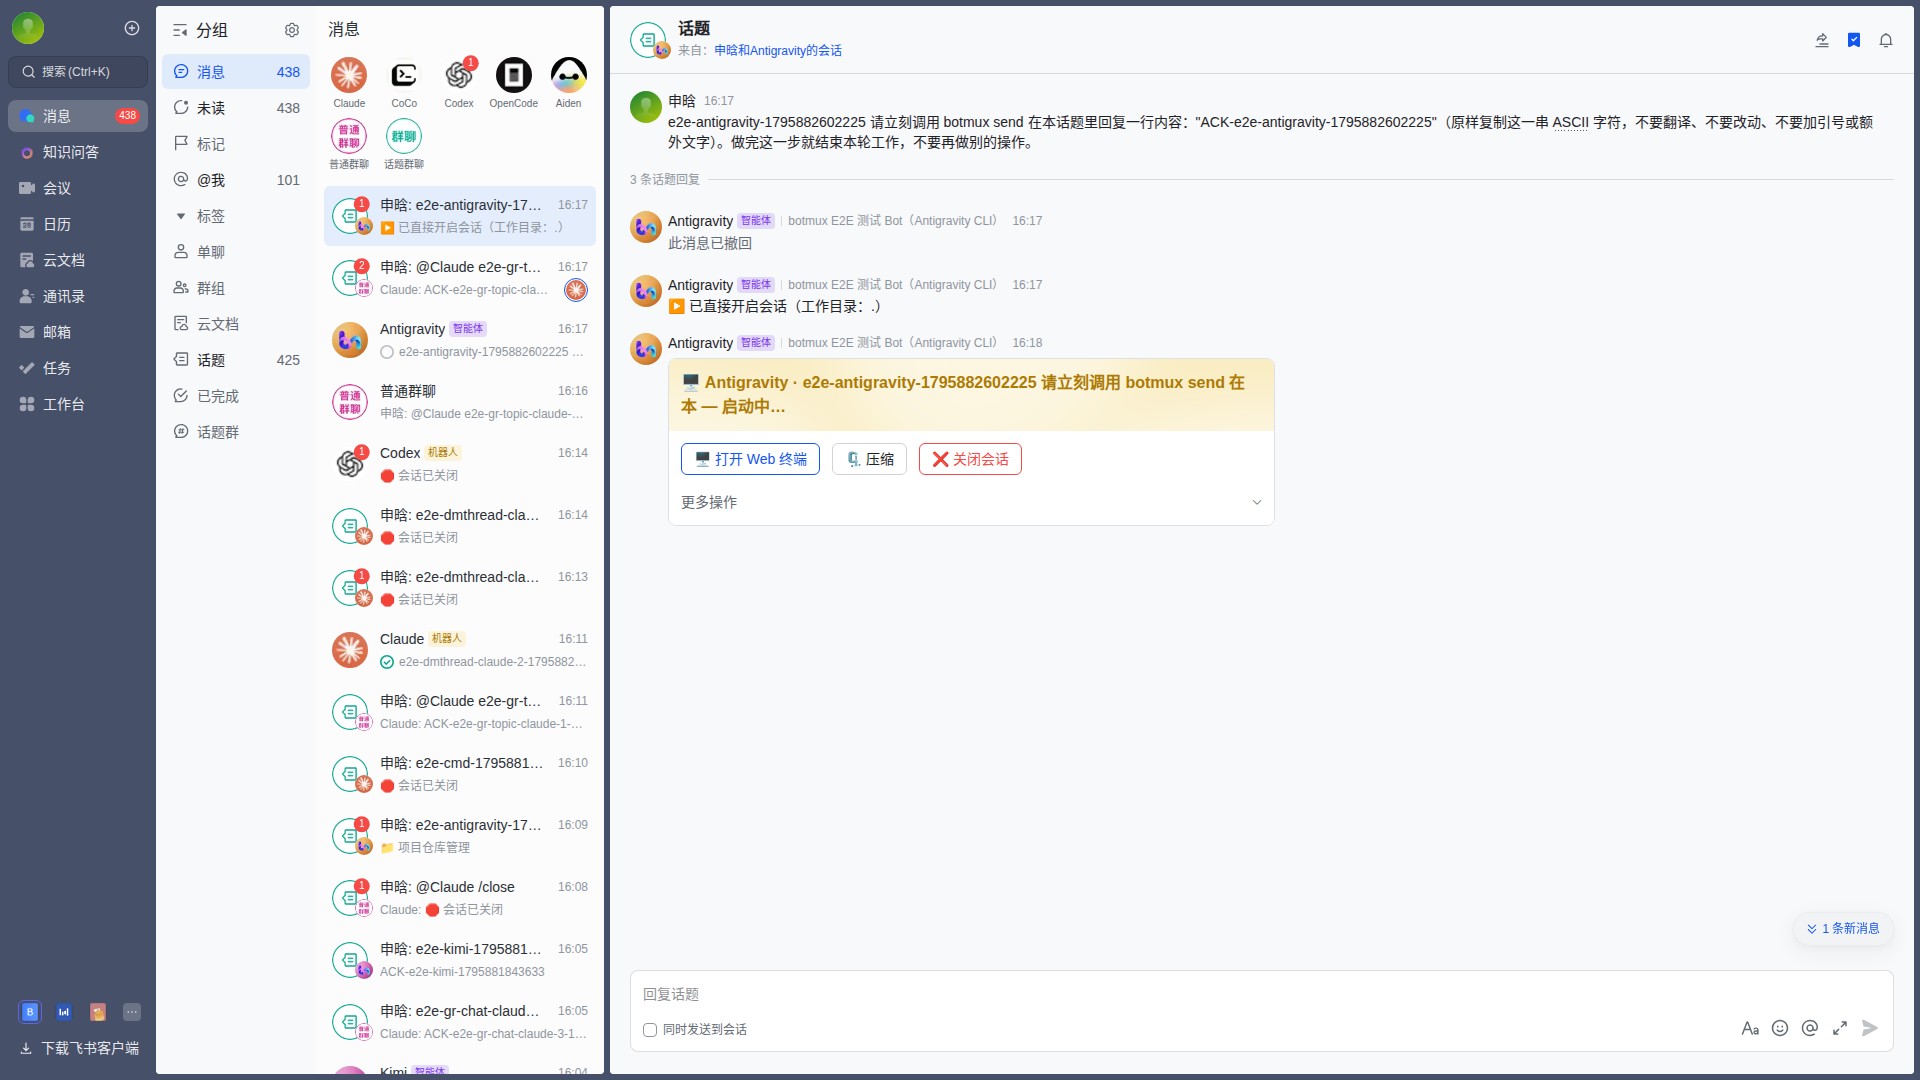 搜索 (Ctrl+K)
消息 438
知识问答
会议
日历
云文档
通讯录
邮箱
任务
工作台
下载飞书客户端
分组
消息 438
未读 438
标记
@我 101
标签
单聊
群组
云文档
话题 425
已完成
话题群
消息
Claude
CoCo
1
Codex
OpenCode
Aiden
普通群聊
普通群聊
群聊
话题群聊
1
申晗: e2e-antigravity-17... 16:17
已直接开启会话（工作目录：.）
2
申晗: @Claude e2e-gr-t... 16:17
Claude: ACK-e2e-gr-topic-cla...
Antigravity 智能体 16:17
e2e-antigravity-1795882602225 ...
普通群聊
普通群聊 16:16
申晗: @Claude e2e-gr-topic-claude-...
1
Codex 机器人 16:14
会话已关闭
申晗: e2e-dmthread-cla... 16:14
会话已关闭
1
申晗: e2e-dmthread-cla... 16:13
会话已关闭
Claude 机器人 16:11
e2e-dmthread-claude-2-1795882...
申晗: @Claude e2e-gr-t... 16:11
Claude: ACK-e2e-gr-topic-claude-1-...
申晗: e2e-cmd-1795881... 16:10
会话已关闭
1
申晗: e2e-antigravity-17... 16:09
项目仓库管理
1
申晗: @Claude /close 16:08
Claude: 会话已关闭
申晗: e2e-kimi-1795881... 16:05
ACK-e2e-kimi-1795881843633
申晗: e2e-gr-chat-claud... 16:05
Claude: ACK-e2e-gr-chat-claude-3-1...
Kimi 智能体 16:04
话题
来自：申晗和Antigravity的会话
申晗 16:17
e2e-antigravity-1795882602225 请立刻调用 botmux send 在本话题里回复一行内容："ACK-e2e-antigravity-1795882602225"（原样复制这一串 ASCII 字符，不要翻译、不要改动、不要加引号或额
外文字）。做完这一步就结束本轮工作，不要再做别的操作。
3 条话题回复
Antigravity 智能体 | botmux E2E 测试 Bot（Antigravity CLI） 16:17
此消息已撤回
Antigravity 智能体 | botmux E2E 测试 Bot（Antigravity CLI） 16:17
已直接开启会话（工作目录：.）
Antigravity 智能体 | botmux E2E 测试 Bot（Antigravity CLI） 16:18
Antigravity · e2e-antigravity-1795882602225 请立刻调用 botmux send 在
本 — 启动中…
打开 Web 终端 压缩 关闭会话
更多操作
1 条新消息
回复话题
同时发送到会话